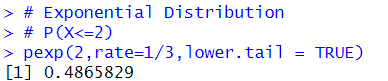 > # Exponential Distribution
> # P(X<=2)
> pexp(2,rate=1/3,lower.tail = TRUE)
[1] 0.4865829